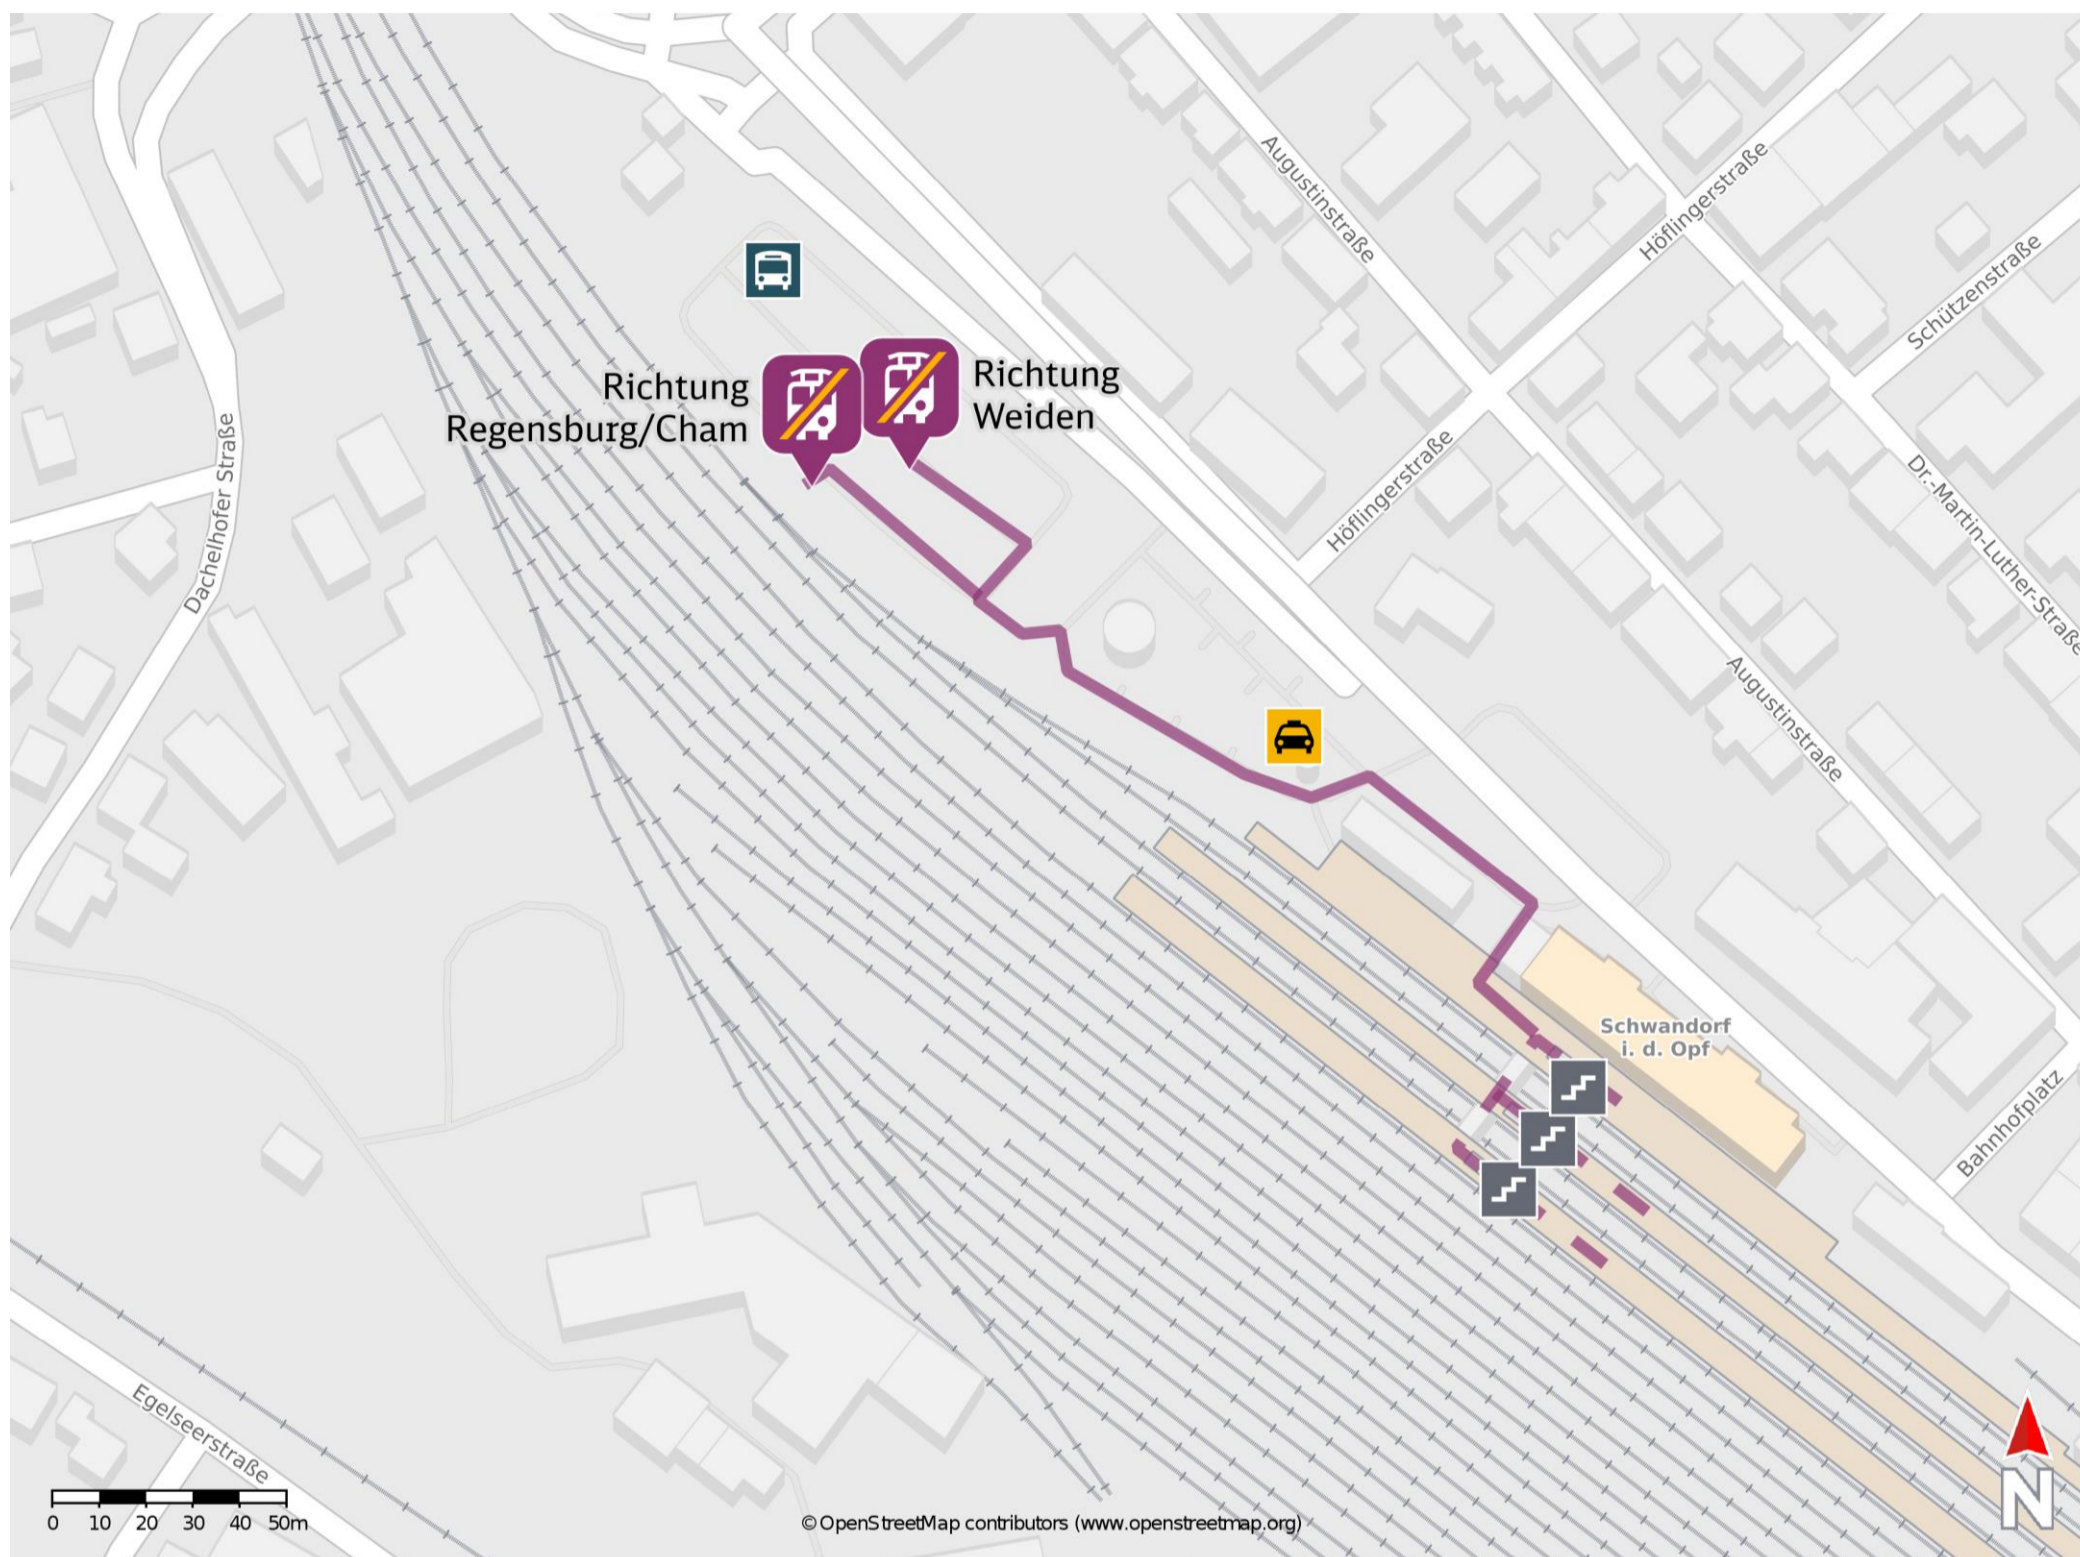 Augustinstraße
Höflingerstraße
Schützenstraße
Richtung
Regensburg/Cham
Richtung
Weiden
Dachelhofer Straße
Höflingerstraße
Dr.-Martin-Luther-Straße
Augustinstraße
Schwandorf
i. d. Opf
Bahnhofplatz
Egelseerstraße
0 10 20 30 40 50m
© OpenStreetMap contributors (www.openstreetmap.org)
N